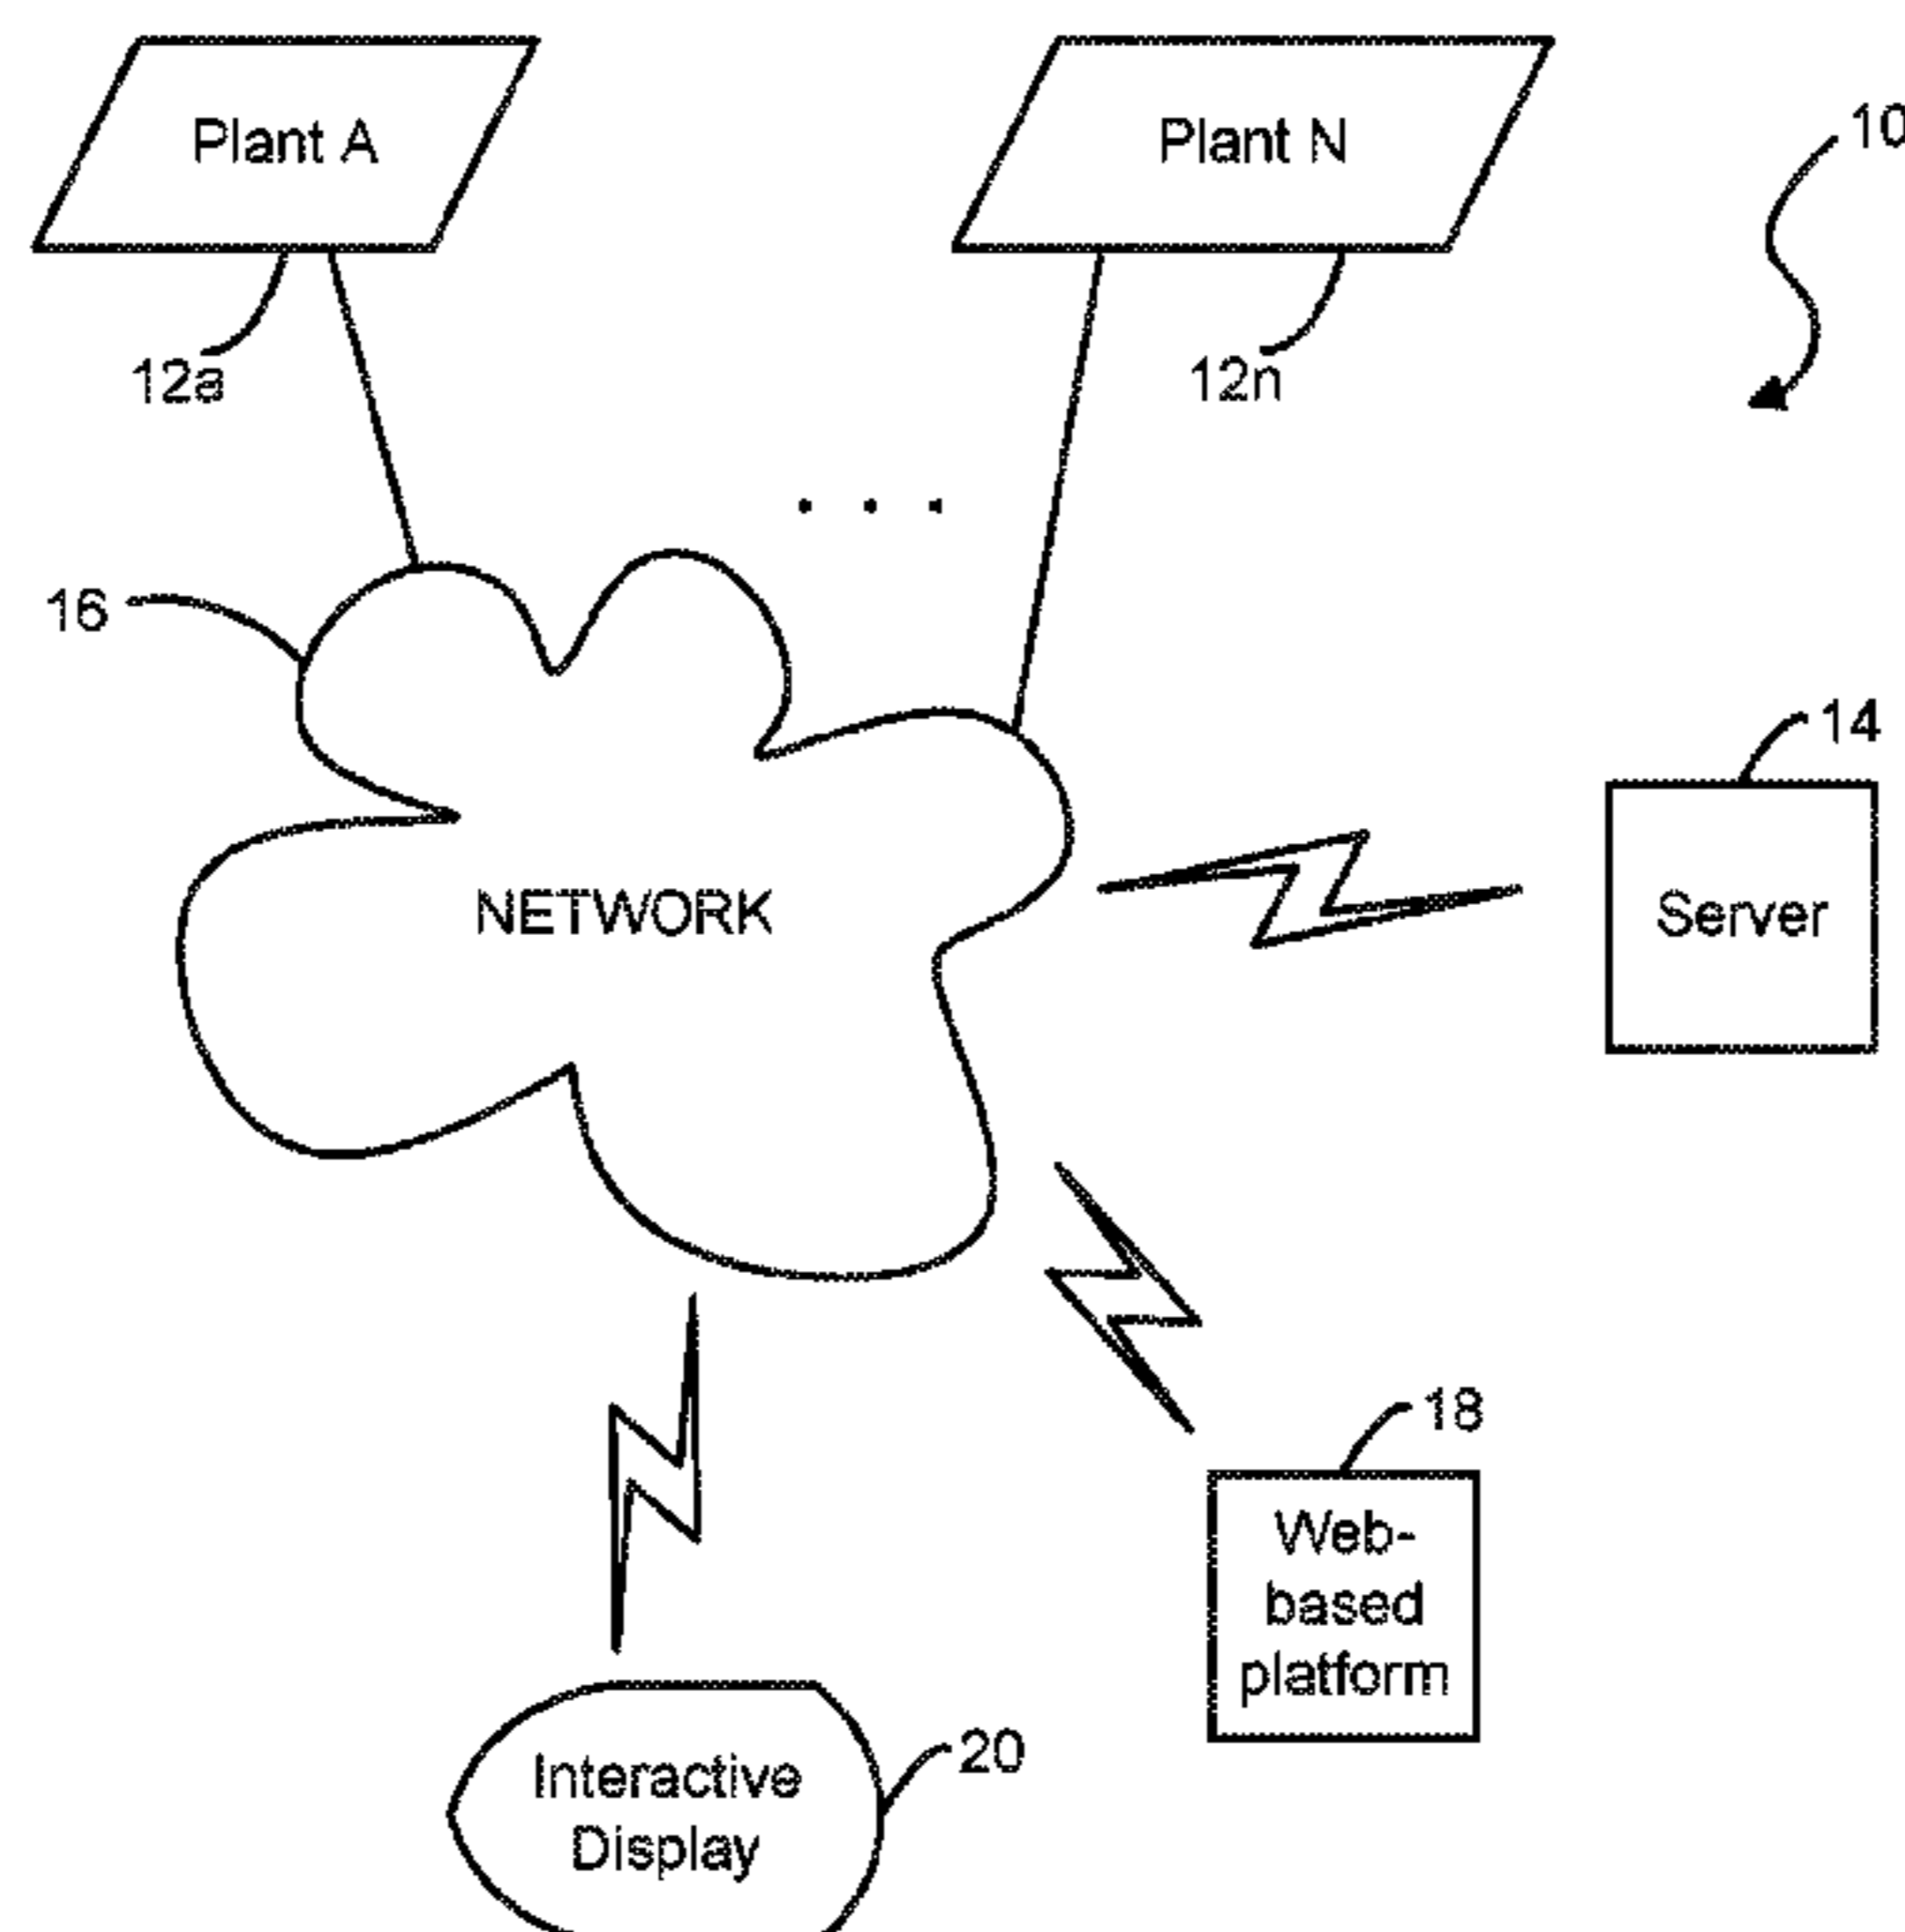 Plant A
Plant N
10
12a
12n
. . .
16
14
NETWORK
Server
18
Web-
based
platform
20
Interactive
Display